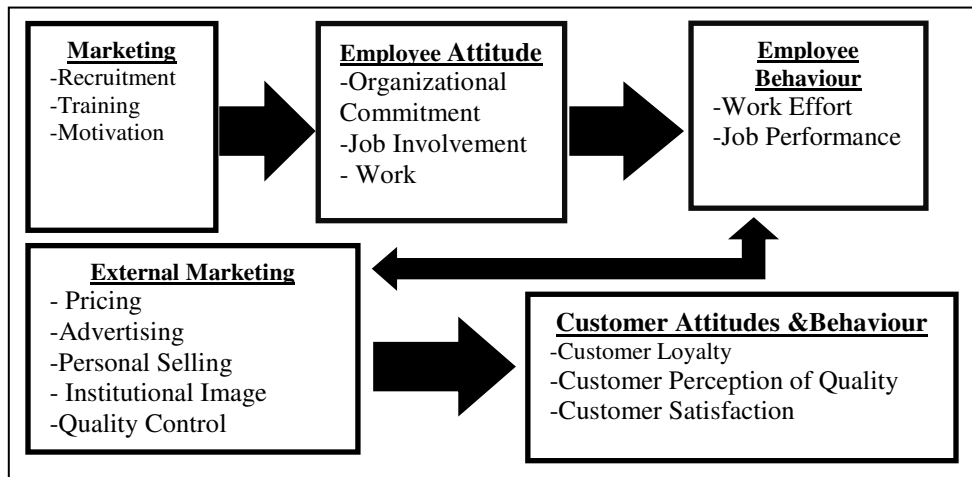 Marketing
-Recruitment
-Training
-Motivation
Employee Attitude
-Organizational
Commitment
-Job Involvement
- Work
Employee
Behaviour
-Work Effort
-Job Performance
External Marketing
- Pricing
-Advertising
-Personal Selling
- Institutional Image
-Quality Control
Customer Attitudes &Behaviour
-Customer Loyalty
-Customer Perception of Quality
-Customer Satisfaction